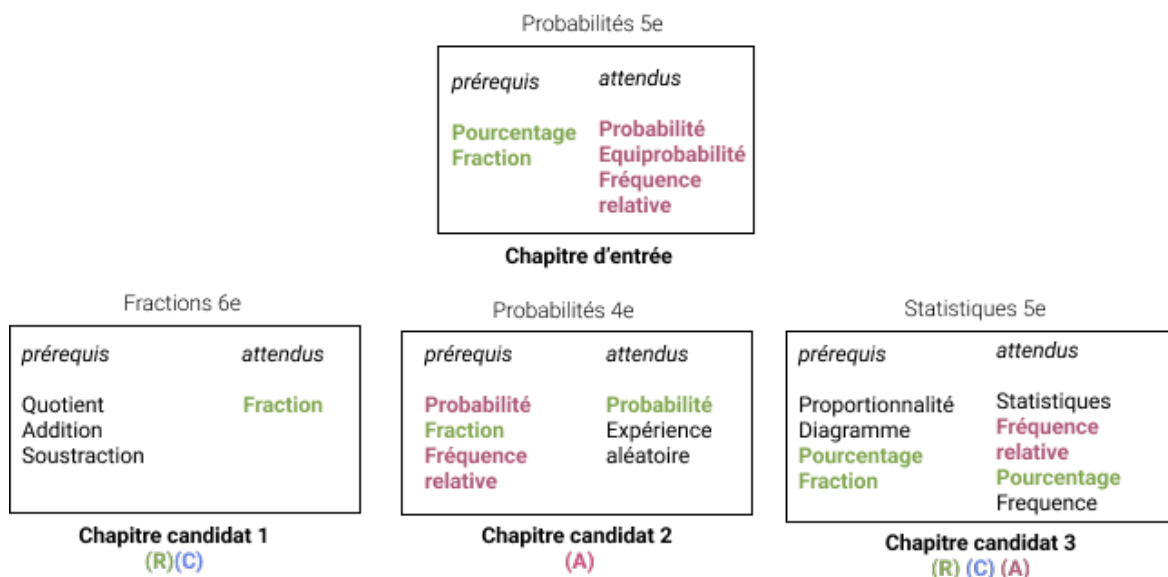 Probabilités 5e
prérequis
attendus
Pourcentage
Fraction
Probabilité
Equiprobabilité
Fréquence
relative
Chapitre d'entrée
Fractions 6e
prérequis
attendus
Quotient
Addition
Soustraction
Fraction
Chapitre candidat 1
(R)(C)
Probabilités 4e
prérequis
attendus
Probabilité
Fraction
Fréquence
relative
Probabilité
Expérience
aléatoire
Chapitre candidat 2
(A)
Statistiques 5e
prérequis
attendus
Proportionnalité
Diagramme
Pourcentage
Fraction
Statistiques
Fréquence
relative
Pourcentage
Frequence
Chapitre candidat 3
(R) (C) (A)